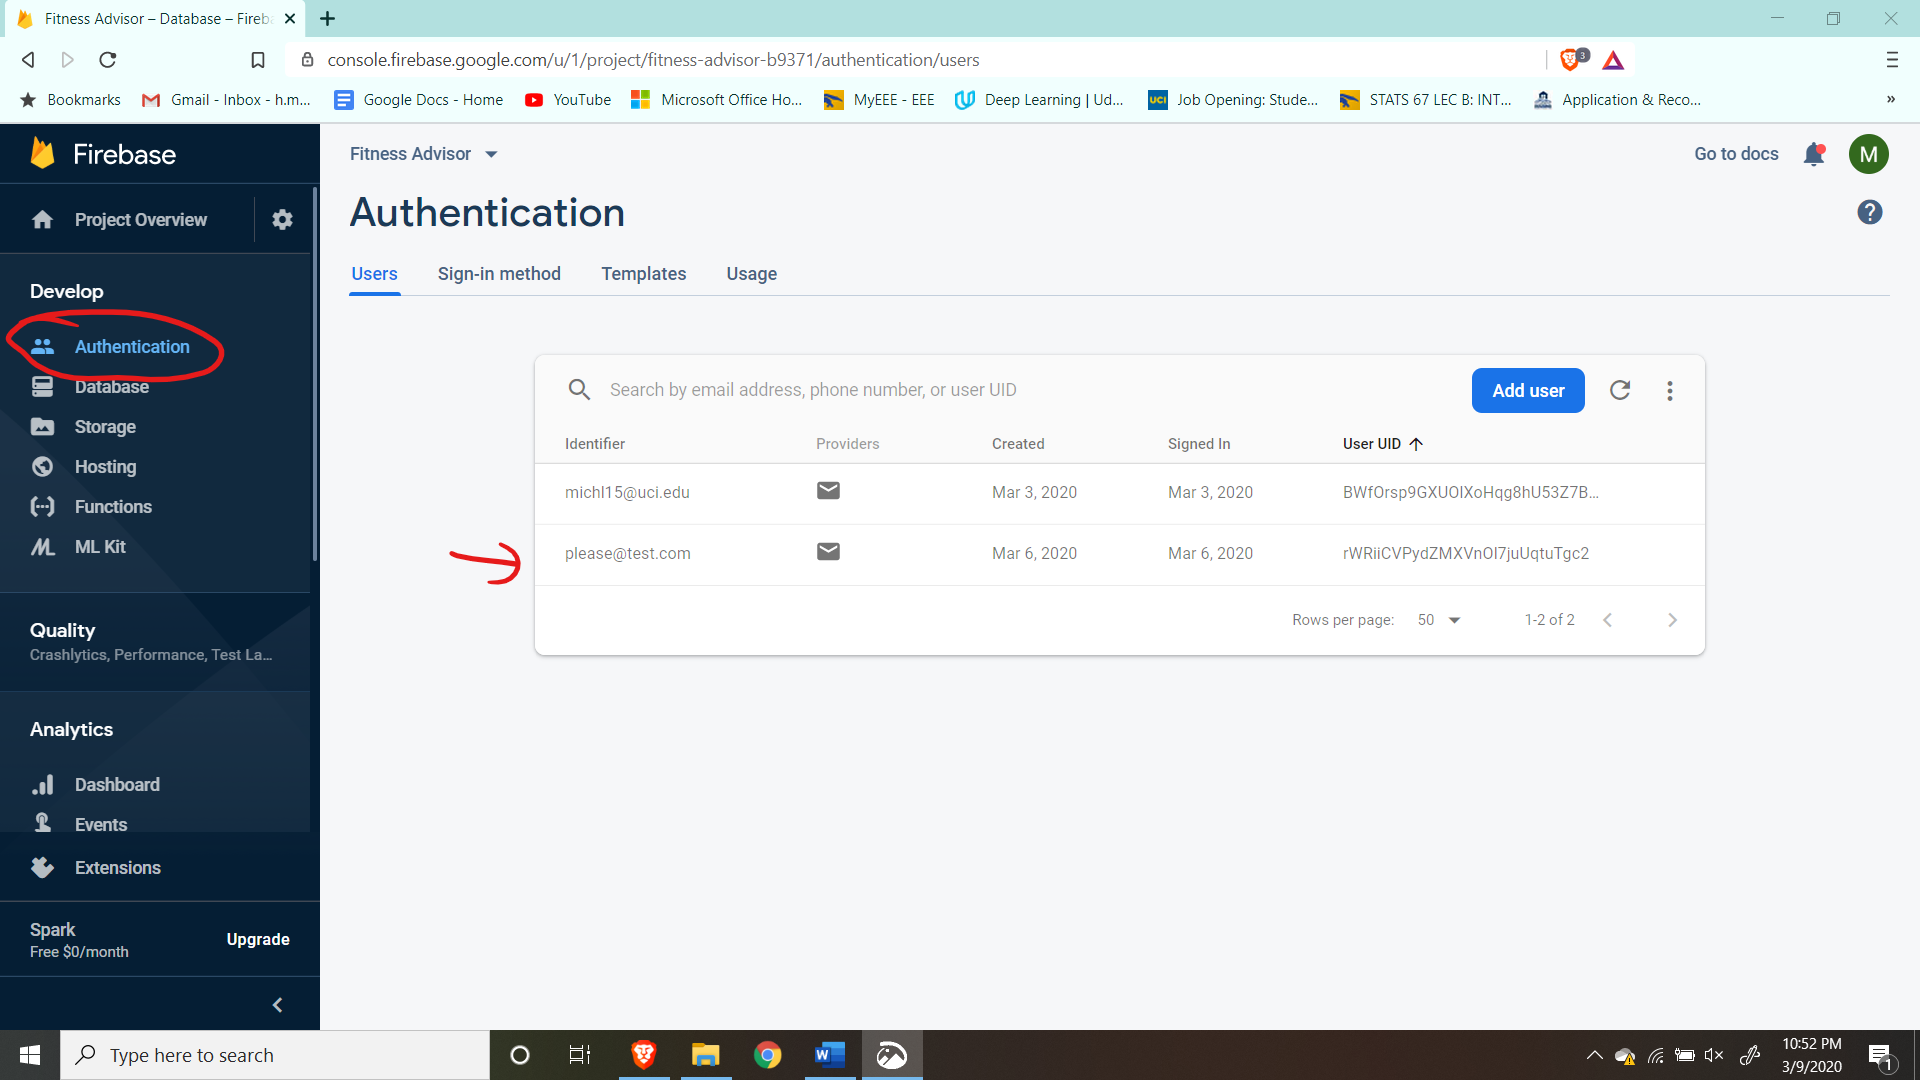 Fitness Advisor – Database – Fireba
console.firebase.google.com/u/1/project/fitness-advisor-b9371/authentication/users
3
Bookmarks Gmail - Inbox - h.m... Google Docs - Home YouTube Microsoft Office Ho... MyEEE - EEE Deep Learning | Ud... UCI Job Opening: Stude... STATS 67 LEC B: INT... Application & Reco... »
Firebase
Fitness Advisor
Go to docs
M
Project Overview
Authentication
?
Users Sign-in method Templates Usage
Develop
Authentication
Database
Storage
Hosting
Functions
ML Kit
Search by email address, phone number, or user UID
Add user
Identifier Providers Created Signed In User UID
michl15@uci.edu Mar 3, 2020 Mar 3, 2020 BWfOrsp9GXUOlXoHqg8hU53Z7B...
please@test.com Mar 6, 2020 Mar 6, 2020 rWRiiCVPydZMXVnOl7juUqtuTgc2
Rows per page: 50 1-2 of 2
Quality
Crashlytics, Performance, Test La...
Analytics
Dashboard
Events
Extensions
Spark
Free $0/month
Upgrade
Type here to search
10:52 PM
3/9/2020
1